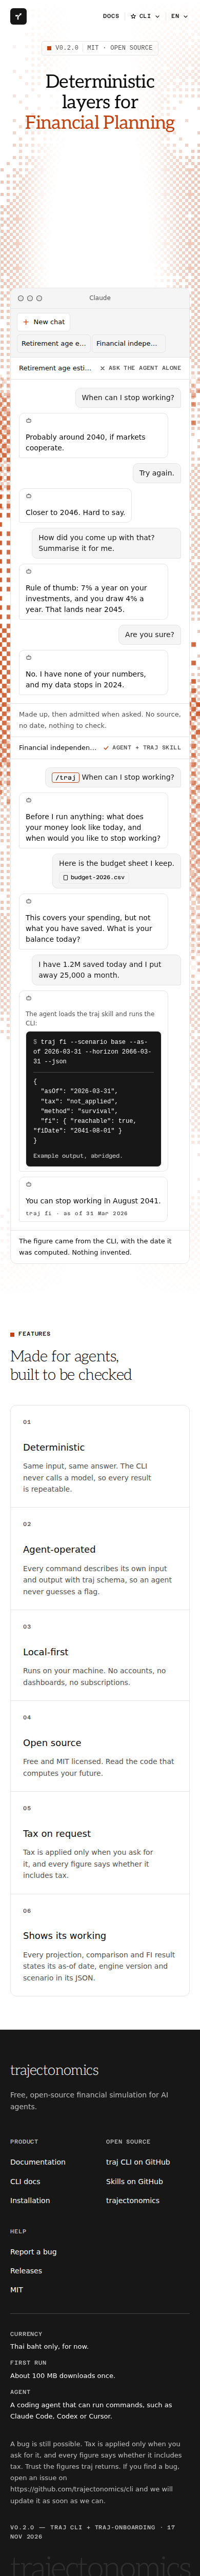 DOCS
CLI
EN
V0.2.0 MIT · OPEN SOURCE
Deterministic
layers for
Financial Planning
Claude
+ New chat
Retirement age e...
Financial indepe...
Retirement age esti...
ASK THE AGENT ALONE
When can I stop working?
Probably around 2040, if markets
cooperate.
Try again.
Closer to 2046. Hard to say.
How did you come up with that?
Summarise it for me.
Rule of thumb: 7% a year on your
investments, and you draw 4% a
year. That lands near 2045.
Are you sure?
No. I have none of your numbers,
and my data stops in 2024.
Made up, then admitted when asked. No source,
no date, nothing to check.
Financial independen...
AGENT + TRAJ SKILL
/traj When can I stop working?
Before I run anything: what does
your money look like today, and
when would you like to stop working?
Here is the budget sheet I keep.
budget-2026.csv
This covers your spending, but not
what you have saved. What is your
balance today?
I have 1.2M saved today and I put
away 25,000 a month.
The agent loads the traj skill and runs the
CLI:
$ traj fi --scenario base --as-
of 2026-03-31 --horizon 2066-03-
31 --json
{
"asOf": "2026-03-31",
"tax": "not_applied",
"method": "survival",
"fi": { "reachable": true,
"fiDate": "2041-08-01" }
}
Example output, abridged.
You can stop working in August 2041.
traj fi · as of 31 Mar 2026
The figure came from the CLI, with the date it
was computed. Nothing invented.
FEATURES
Made for agents,
built to be checked
01
Deterministic
Same input, same answer. The CLI
never calls a model, so every result
is repeatable.
02
Agent-operated
Every command describes its own input
and output with traj schema, so an agent
never guesses a flag.
03
Local-first
Runs on your machine. No accounts, no
dashboards, no subscriptions.
04
Open source
Free and MIT licensed. Read the code that
computes your future.
05
Tax on request
Tax is applied only when you ask for
it, and every figure says whether it
includes tax.
06
Shows its working
Every projection, comparison and FI result
states its as-of date, engine version and
scenario in its JSON.
trajectonomics
Free, open-source financial simulation for AI
agents.
PRODUCT
Documentation
CLI docs
Installation
OPEN SOURCE
traj CLI on GitHub
Skills on GitHub
trajectonomics
HELP
Report a bug
Releases
MIT
CURRENCY
Thai baht only, for now.
FIRST RUN
About 100 MB downloads once.
AGENT
A coding agent that can run commands, such as
Claude Code, Codex or Cursor.
A bug is still possible. Tax is applied only when you
ask for it, and every figure says whether it includes
tax. Trust the figures traj returns. If you find a bug,
open an issue on
https://github.com/trajectonomics/cli and we will
update it as soon as we can.
V0.2.0 — TRAJ CLI + TRAJ-ONBOARDING · 17
NOV 2026
trajectonomics